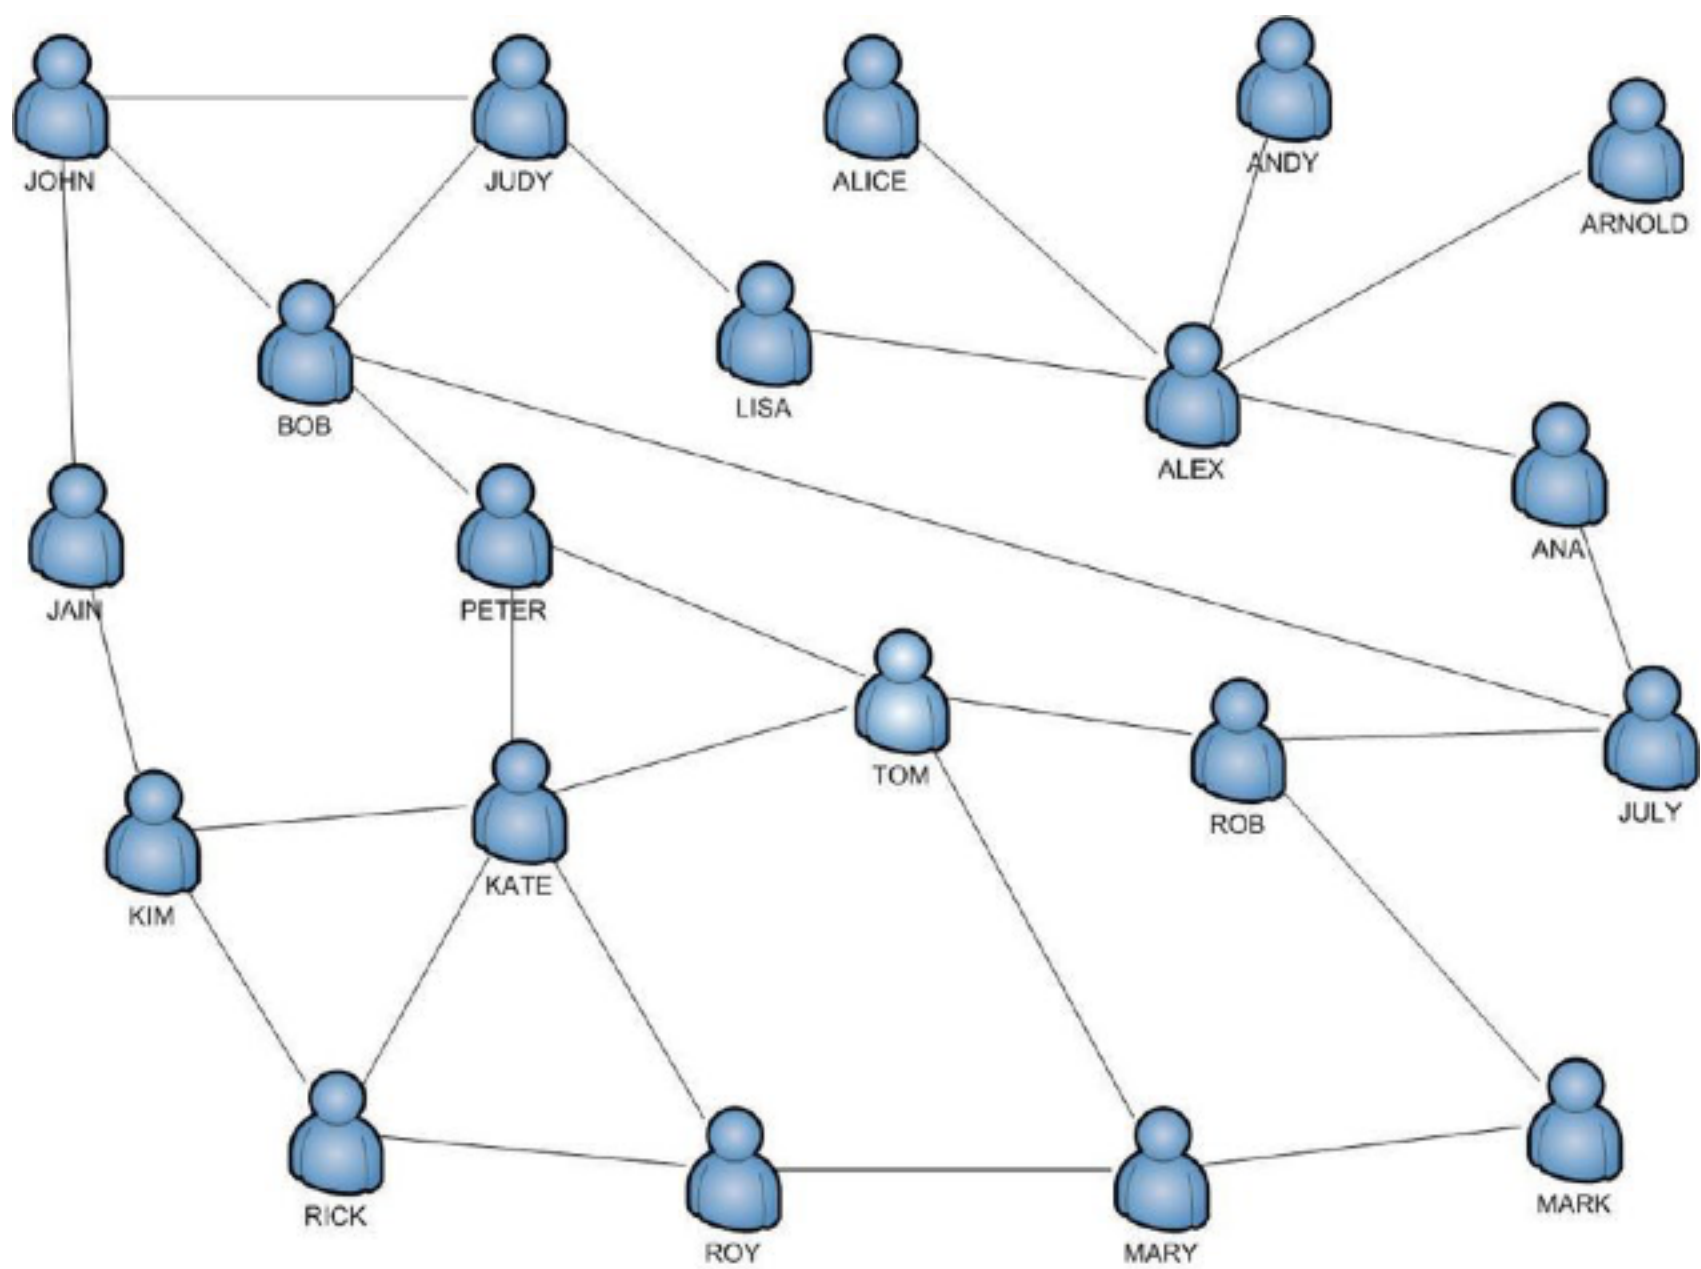 JOHN
JUDY
ALICE
ANDY
ARNOLD
BOB
LISA
ALEX
ANA
JAIN
PETER
TOM
ROB
JULY
KIM
KATE
RICK
ROY
MARY
MARK